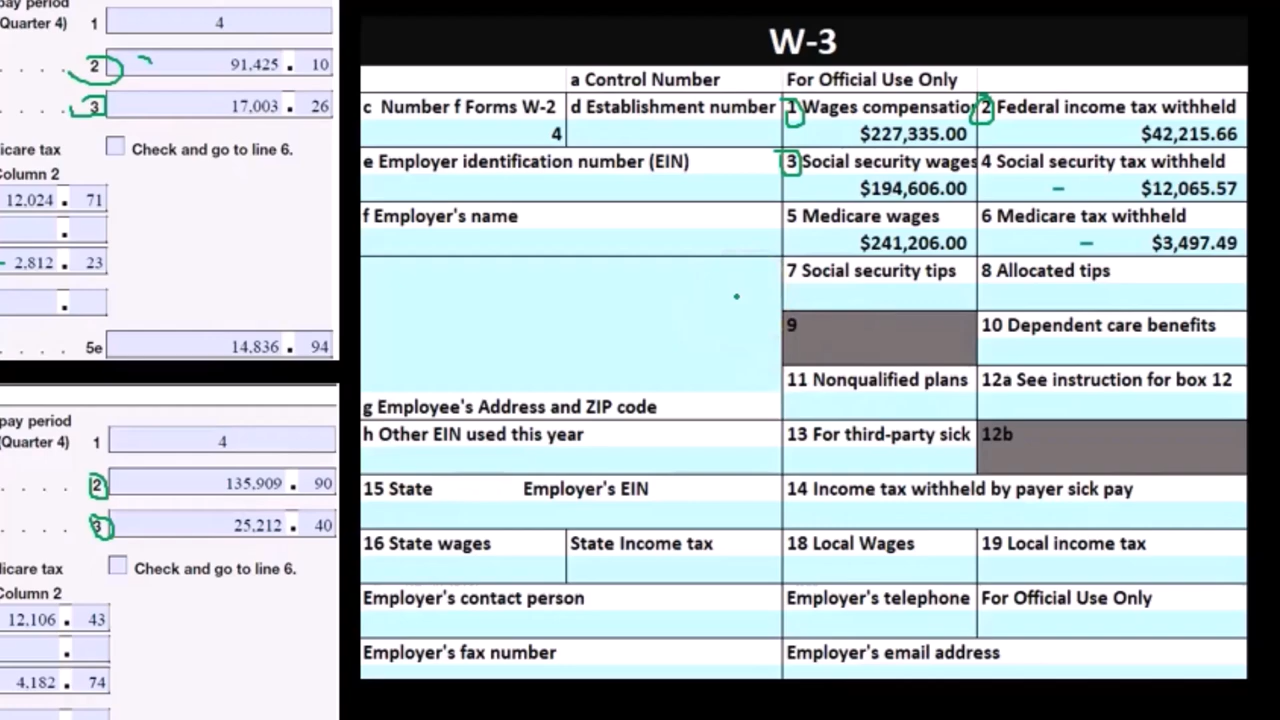 pay period
Quarter 4) 1 4
. . . . 2 91,425 . 10
. . . . 3 17,003 . 26
icare tax Check and go to line 6.
olumn 2
12,024 . 71
.
2,812 . 23
.
. . . . 5e 14,836 . 94
pay period
(Quarter 4) 1 4
. . . . 2 135,909 . 90
. . . . 3 25,212 . 40
icare tax Check and go to line 6.
olumn 2
12,106 . 43
.
4,182 . 74
W-3
a Control Number For Official Use Only
c Number f Forms W-2 d Establishment number 1 Wages compensatior 2 Federal income tax withheld
4 $227,335.00 $42,215.66
e Employer identification number (EIN) 3 Social security wages 4 Social security tax withheld
$194,606.00 – $12,065.57
f Employer's name 5 Medicare wages 6 Medicare tax withheld
$241,206.00 – $3,497.49
7 Social security tips 8 Allocated tips
9 10 Dependent care benefits
11 Nonqualified plans 12a See instruction for box 12
g Employee's Address and ZIP code
h Other EIN used this year 13 For third-party sick 12b
15 State Employer's EIN 14 Income tax withheld by payer sick pay
16 State wages State Income tax 18 Local Wages 19 Local income tax
Employer's contact person Employer's telephone For Official Use Only
Employer's fax number Employer's email address